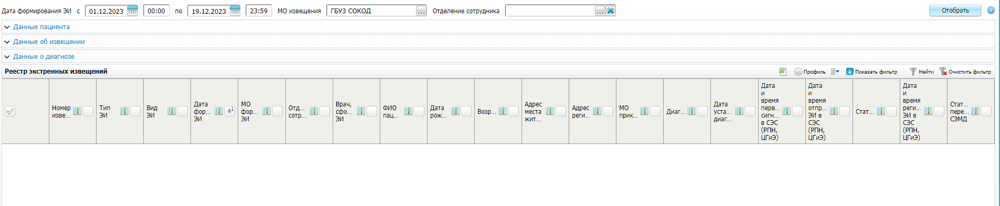 Дата формирования ЭИ с 01.12.2023 00:00 по 19.12.2023 23:59 МО извещения ГБУЗ СОКОД ... Отделение сотрудника ... Отобрать ?
Данные пациента
Данные об извещении
Данные о диагнозе
Реестр экстренных извещений Профиль Показать фильтр Найти Очистить фильтр
Номер
изве...
Тип
ЭИ
Вид
ЭИ
Дата
фор...
ЭИ
1
МО
фор...
ЭИ
Отд...
сотр...
Врач,
сфо...
ЭИ
ФИО
пац...
Дата
рож...
Возр...
Адрес
места
жит...
Адрес
реги...
МО
прик...
Диаг...
Дата
уста...
диаг...
Дата
и
время
перв...
сигн...
в СЭС
(РПН,
ЦГиЭ)
Дата
и
время
отпр...
ЭИ в
СЭС
(РПН,
ЦГиЭ)
Стат...
Дата
и
время
реги...
ЭИ в
СЭС
(РПН,
ЦГиЭ)
Стат...
пере...
СЭМД